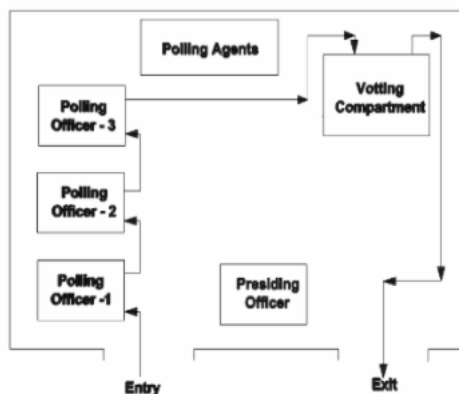 Polling Agents
Votting
Compartment
Polling
Officer - 3
Polling
Officer - 2
Polling
Officer -1
Presiding
Officer
Entry
Exit